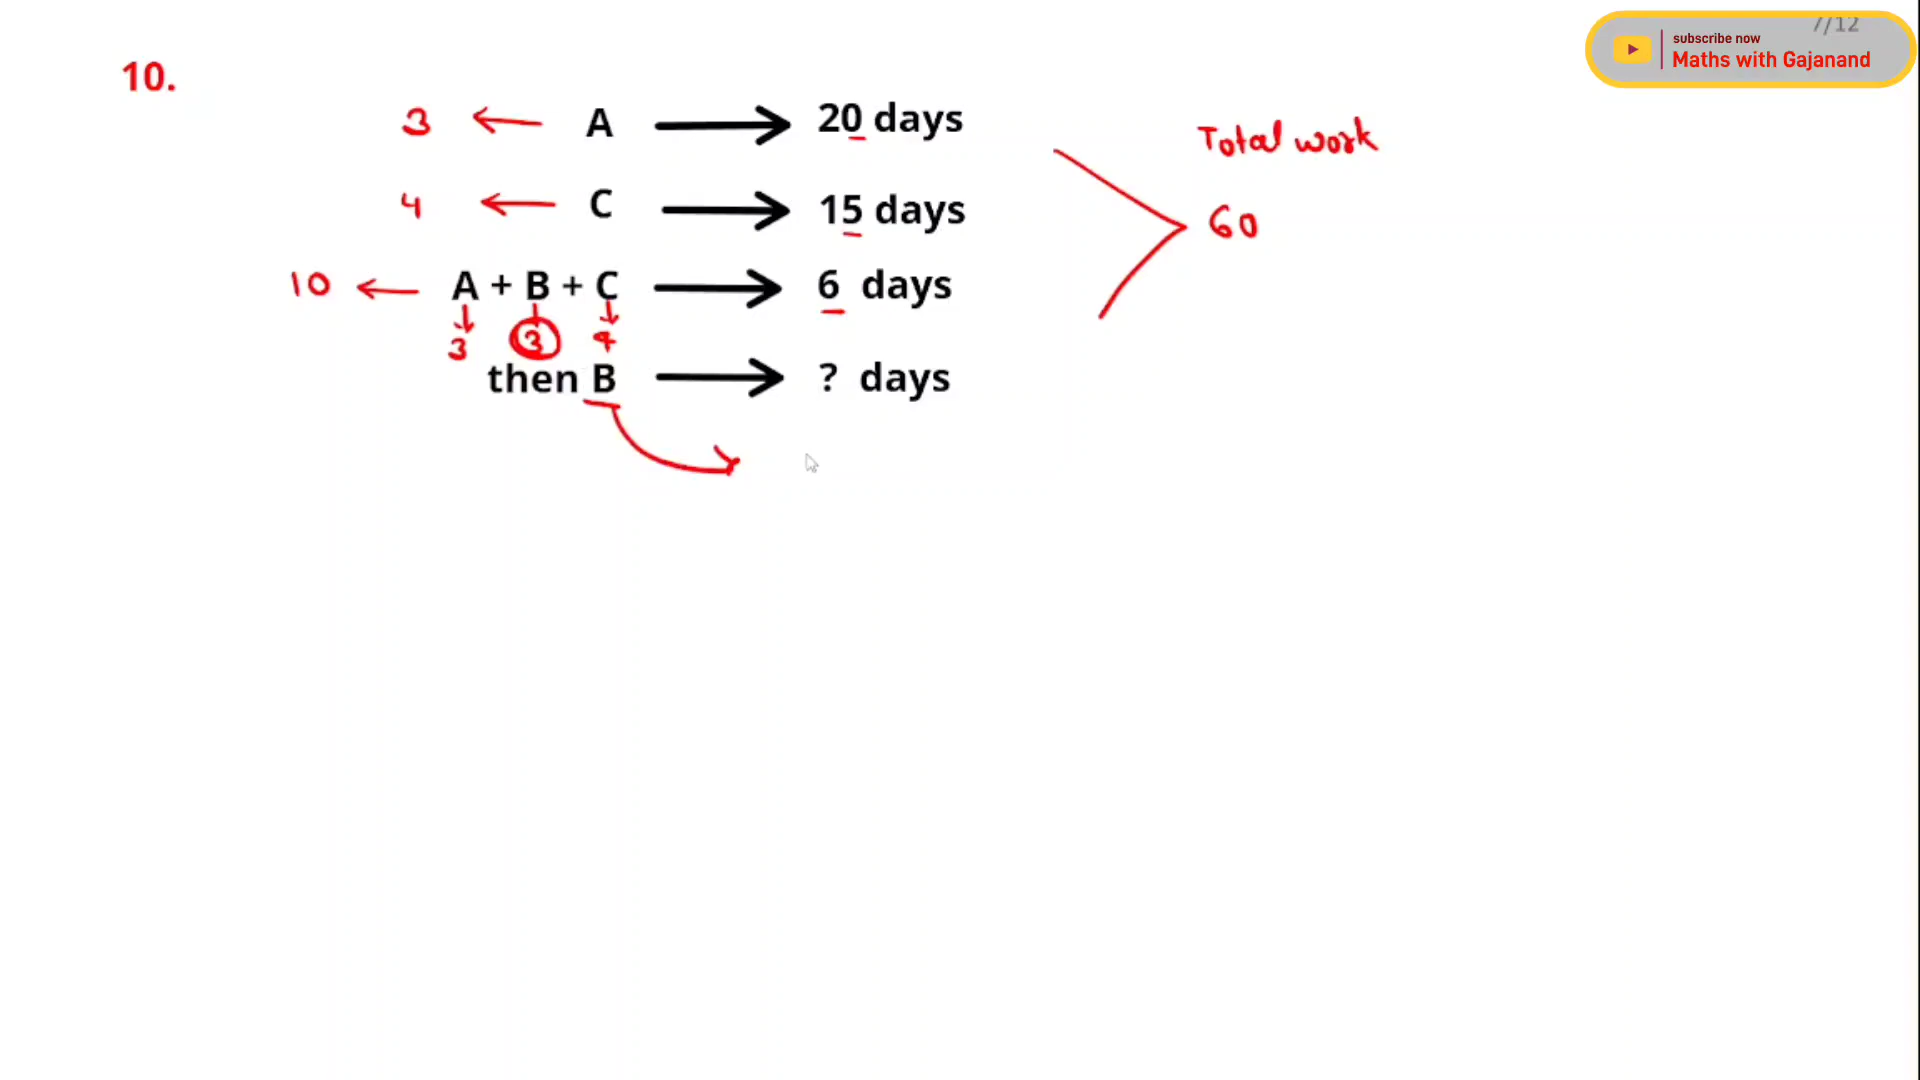 7/12
subscribe now
Maths with Gajanand
10.
3 ← A → 20 days
Total work
4 ← C → 15 days
60
10 ← A + B + C → 6 days
3 3 4
then B → ? days